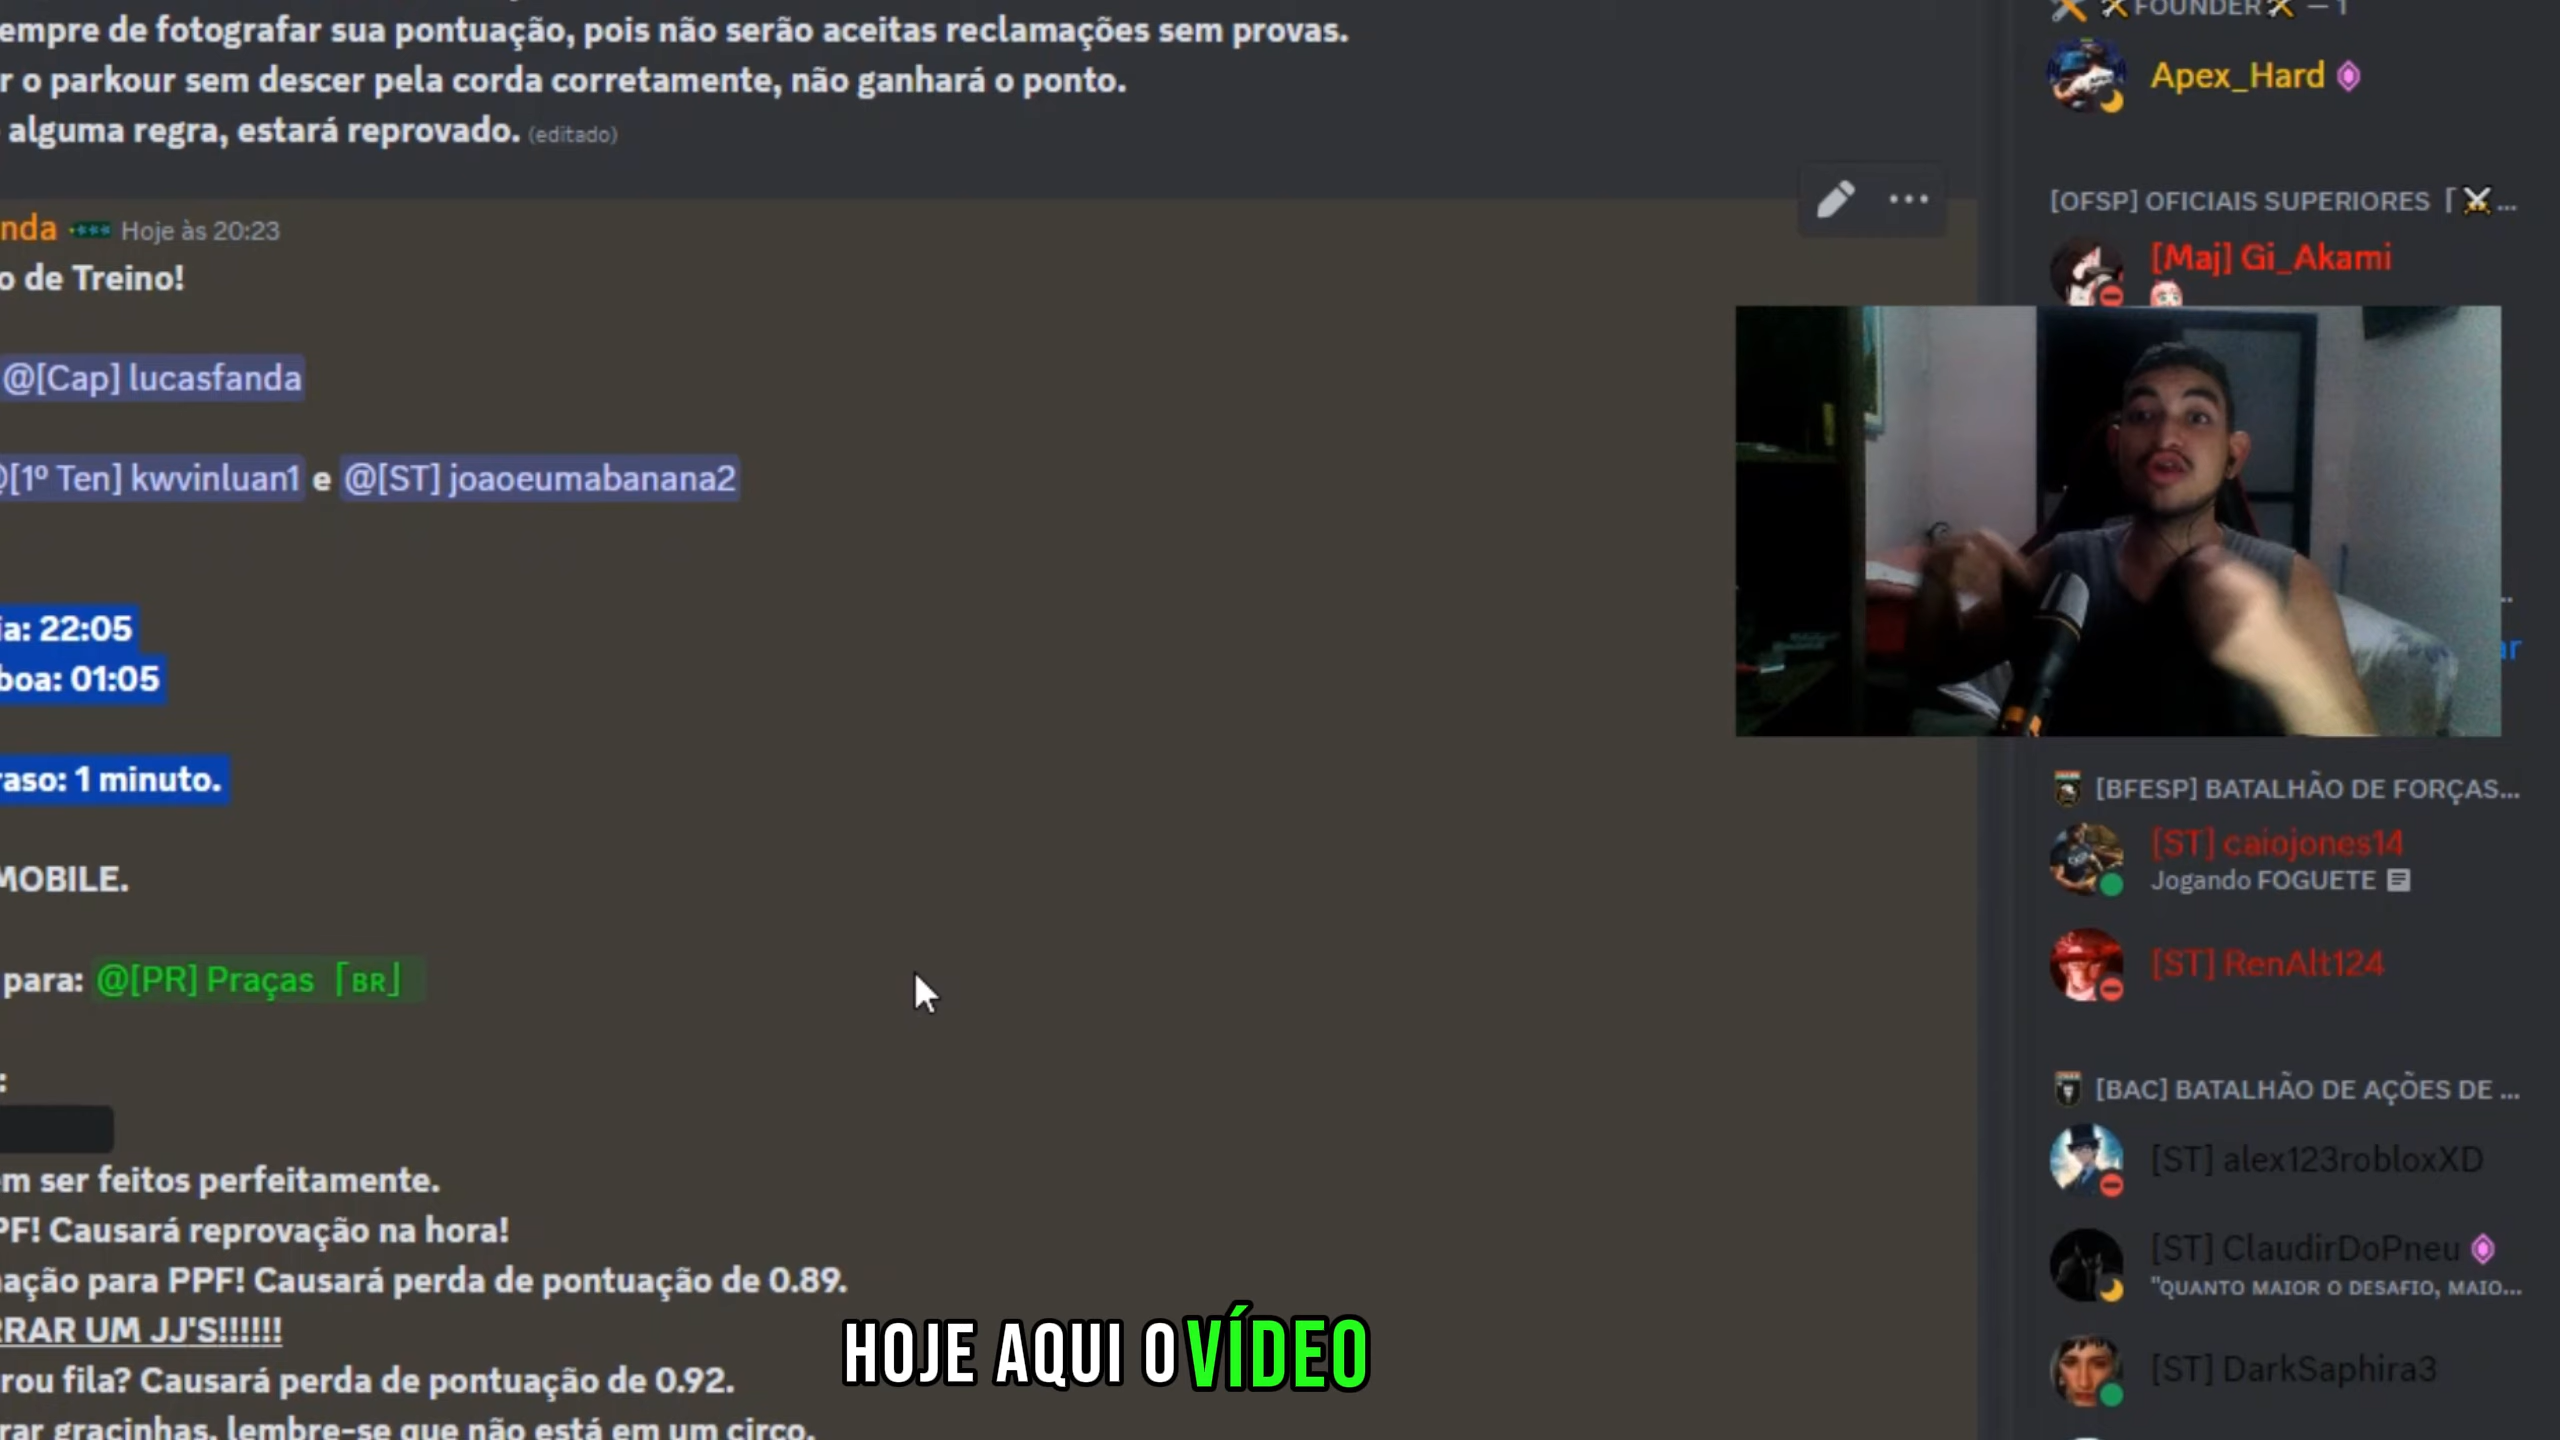 empre de fotografar sua pontuação, pois não serão aceitas reclamações sem provas.
r o parkour sem descer pela corda corretamente, não ganhará o ponto.
alguma regra, estará reprovado. (editado)
nda Hoje às 20:23
o de Treino!
@[Cap] lucasfanda
@[1º Ten] kwvinluan1 e @[ST] joaoeumabanana2
ia: 22:05
boa: 01:05
raso: 1 minuto.
MOBILE.
para: @[PR] Praças「BR」
:
m ser feitos perfeitamente.
PF! Causará reprovação na hora!
nação para PPF! Causará perda de pontuação de 0.89.
RRAR UM JJ'S!!!!!!
rou fila? Causará perda de pontuação de 0.92.
rar gracinhas, lembre-se que não está em um circo.
HOJE AQUI O VÍDEO
FOUNDER — 1
Apex_Hard
[OFSP] OFICIAIS SUPERIORES「...
[Maj] Gi_Akami
..
ar
[BFESP] BATALHÃO DE FORÇAS...
[ST] caiojones14
Jogando FOGUETE
[ST] RenAlt124
[BAC] BATALHÃO DE AÇÕES DE ...
[ST] alex123robloxXD
[ST] ClaudirDoPneu
"QUANTO MAIOR O DESAFIO, MAIO...
[ST] DarkSaphira3